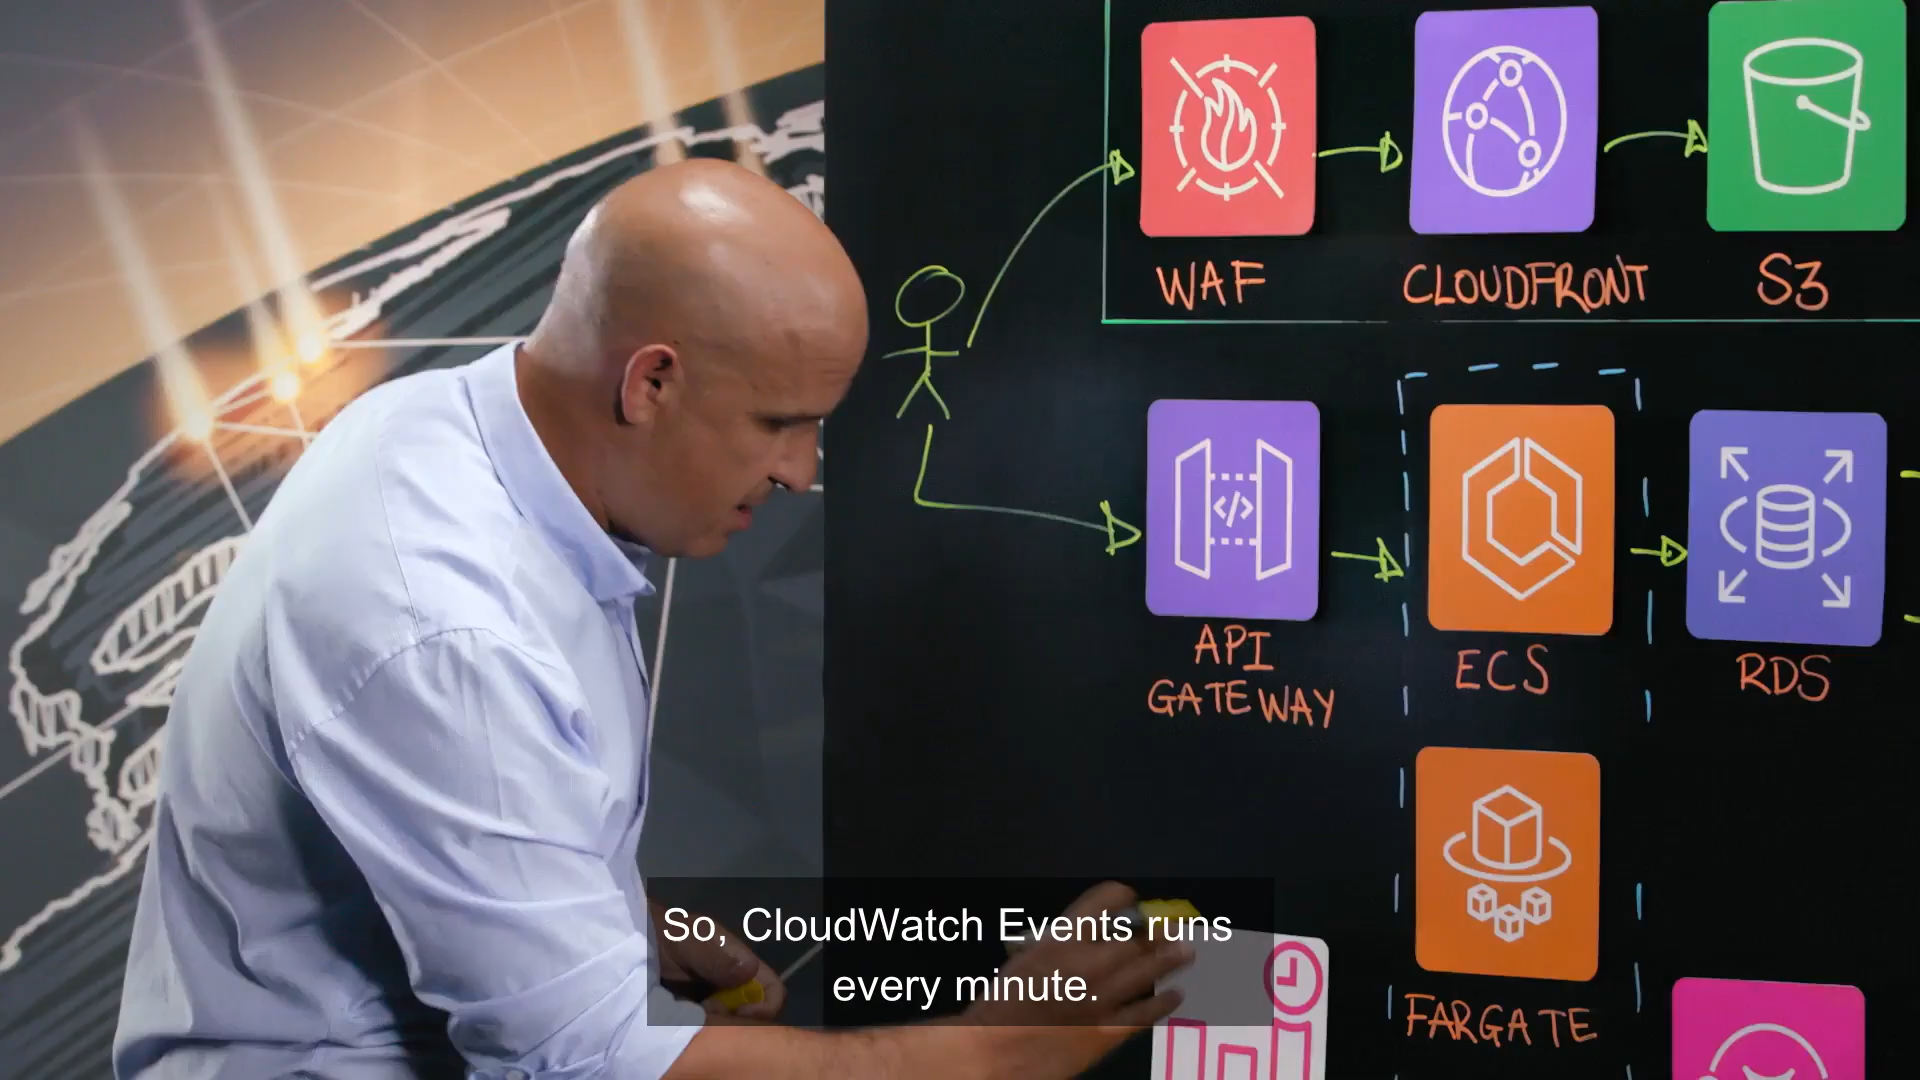 WAF
CLOUDFRONT
S3
</>
API
GATEWAY
ECS
RDS
FARGATE
So, CloudWatch Events runs
every minute.